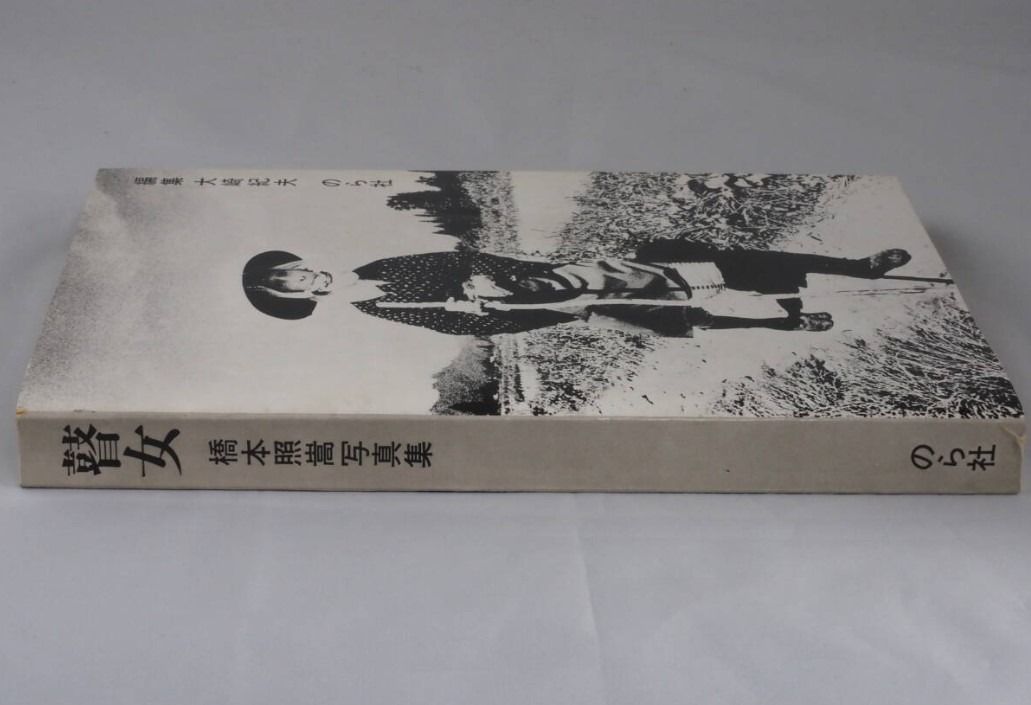 編集 大崎紀夫 のら社
瞽女 橋本照嵩写真集 のら社